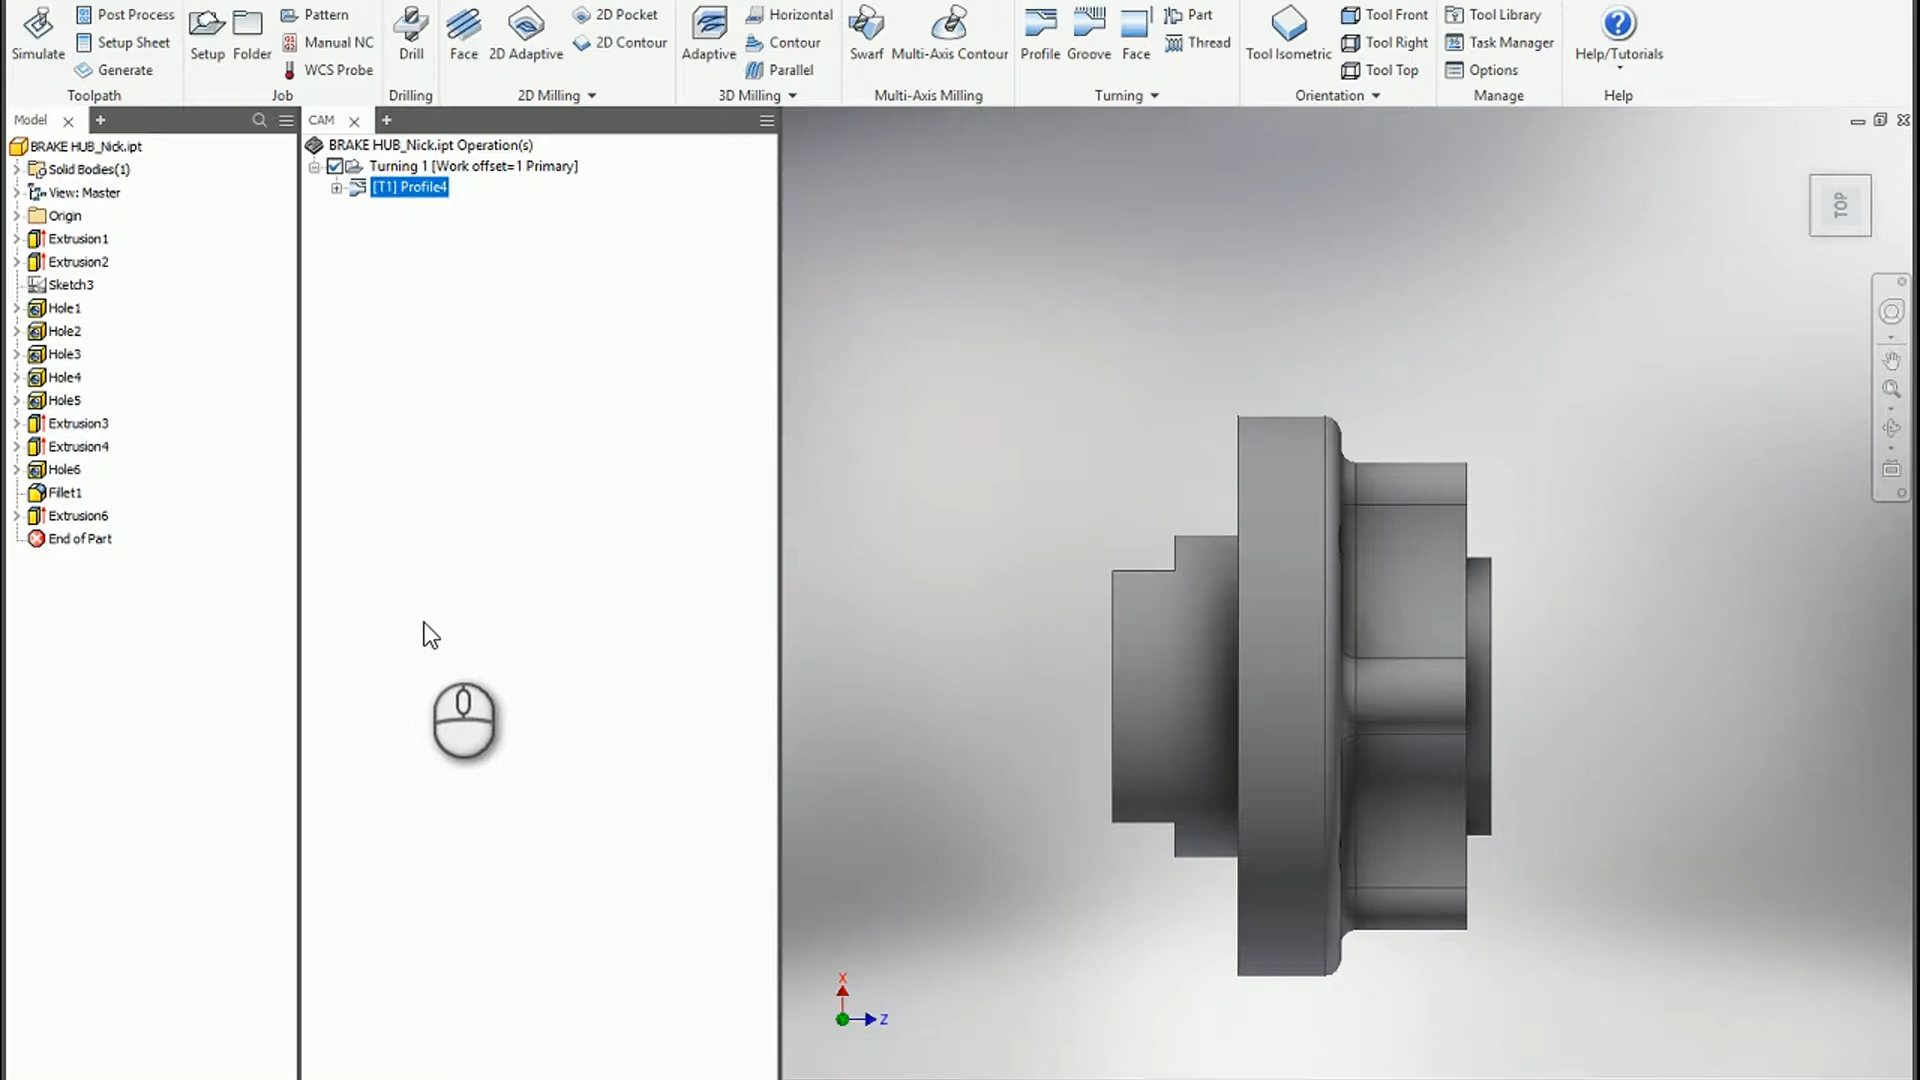 Simulate
Post Process
Setup Sheet
Generate
Toolpath
Setup
Folder
Pattern
Manual NC
WCS Probe
Job
Drill
Drilling
Face
2D Adaptive
2D Pocket
2D Contour
2D Milling
Adaptive
Horizontal
Contour
Parallel
3D Milling
Swarf
Multi-Axis Contour
Multi-Axis Milling
Profile
Groove
Face
Part
Thread
Turning
Tool Isometric
Tool Front
Tool Right
Tool Top
Orientation
Tool Library
Task Manager
Options
Manage
Help/Tutorials
Help
Model
BRAKE HUB_Nick.ipt
Solid Bodies(1)
View: Master
Origin
Extrusion1
Extrusion2
Sketch3
Hole1
Hole2
Hole3
Hole4
Hole5
Extrusion3
Extrusion4
Hole6
Fillet1
Extrusion6
End of Part
CAM
BRAKE HUB_Nick.ipt Operation(s)
Turning 1 [Work offset=1 Primary]
[T1] Profile4
TOP
X
Z